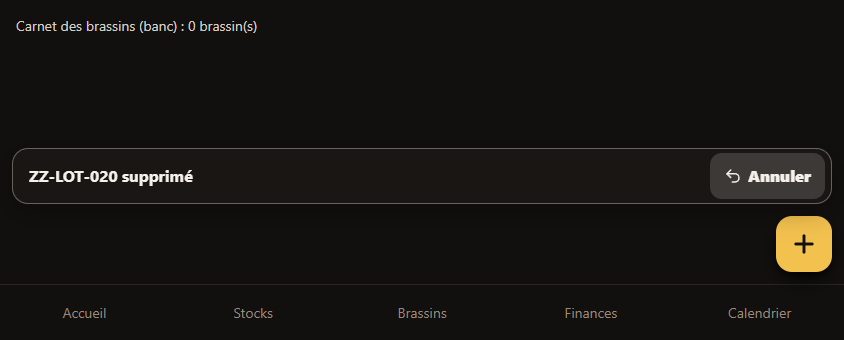 Carnet des brassins (banc) : 0 brassin(s)
ZZ-LOT-020 supprimé
Annuler
Accueil
Stocks
Brassins
Finances
Calendrier